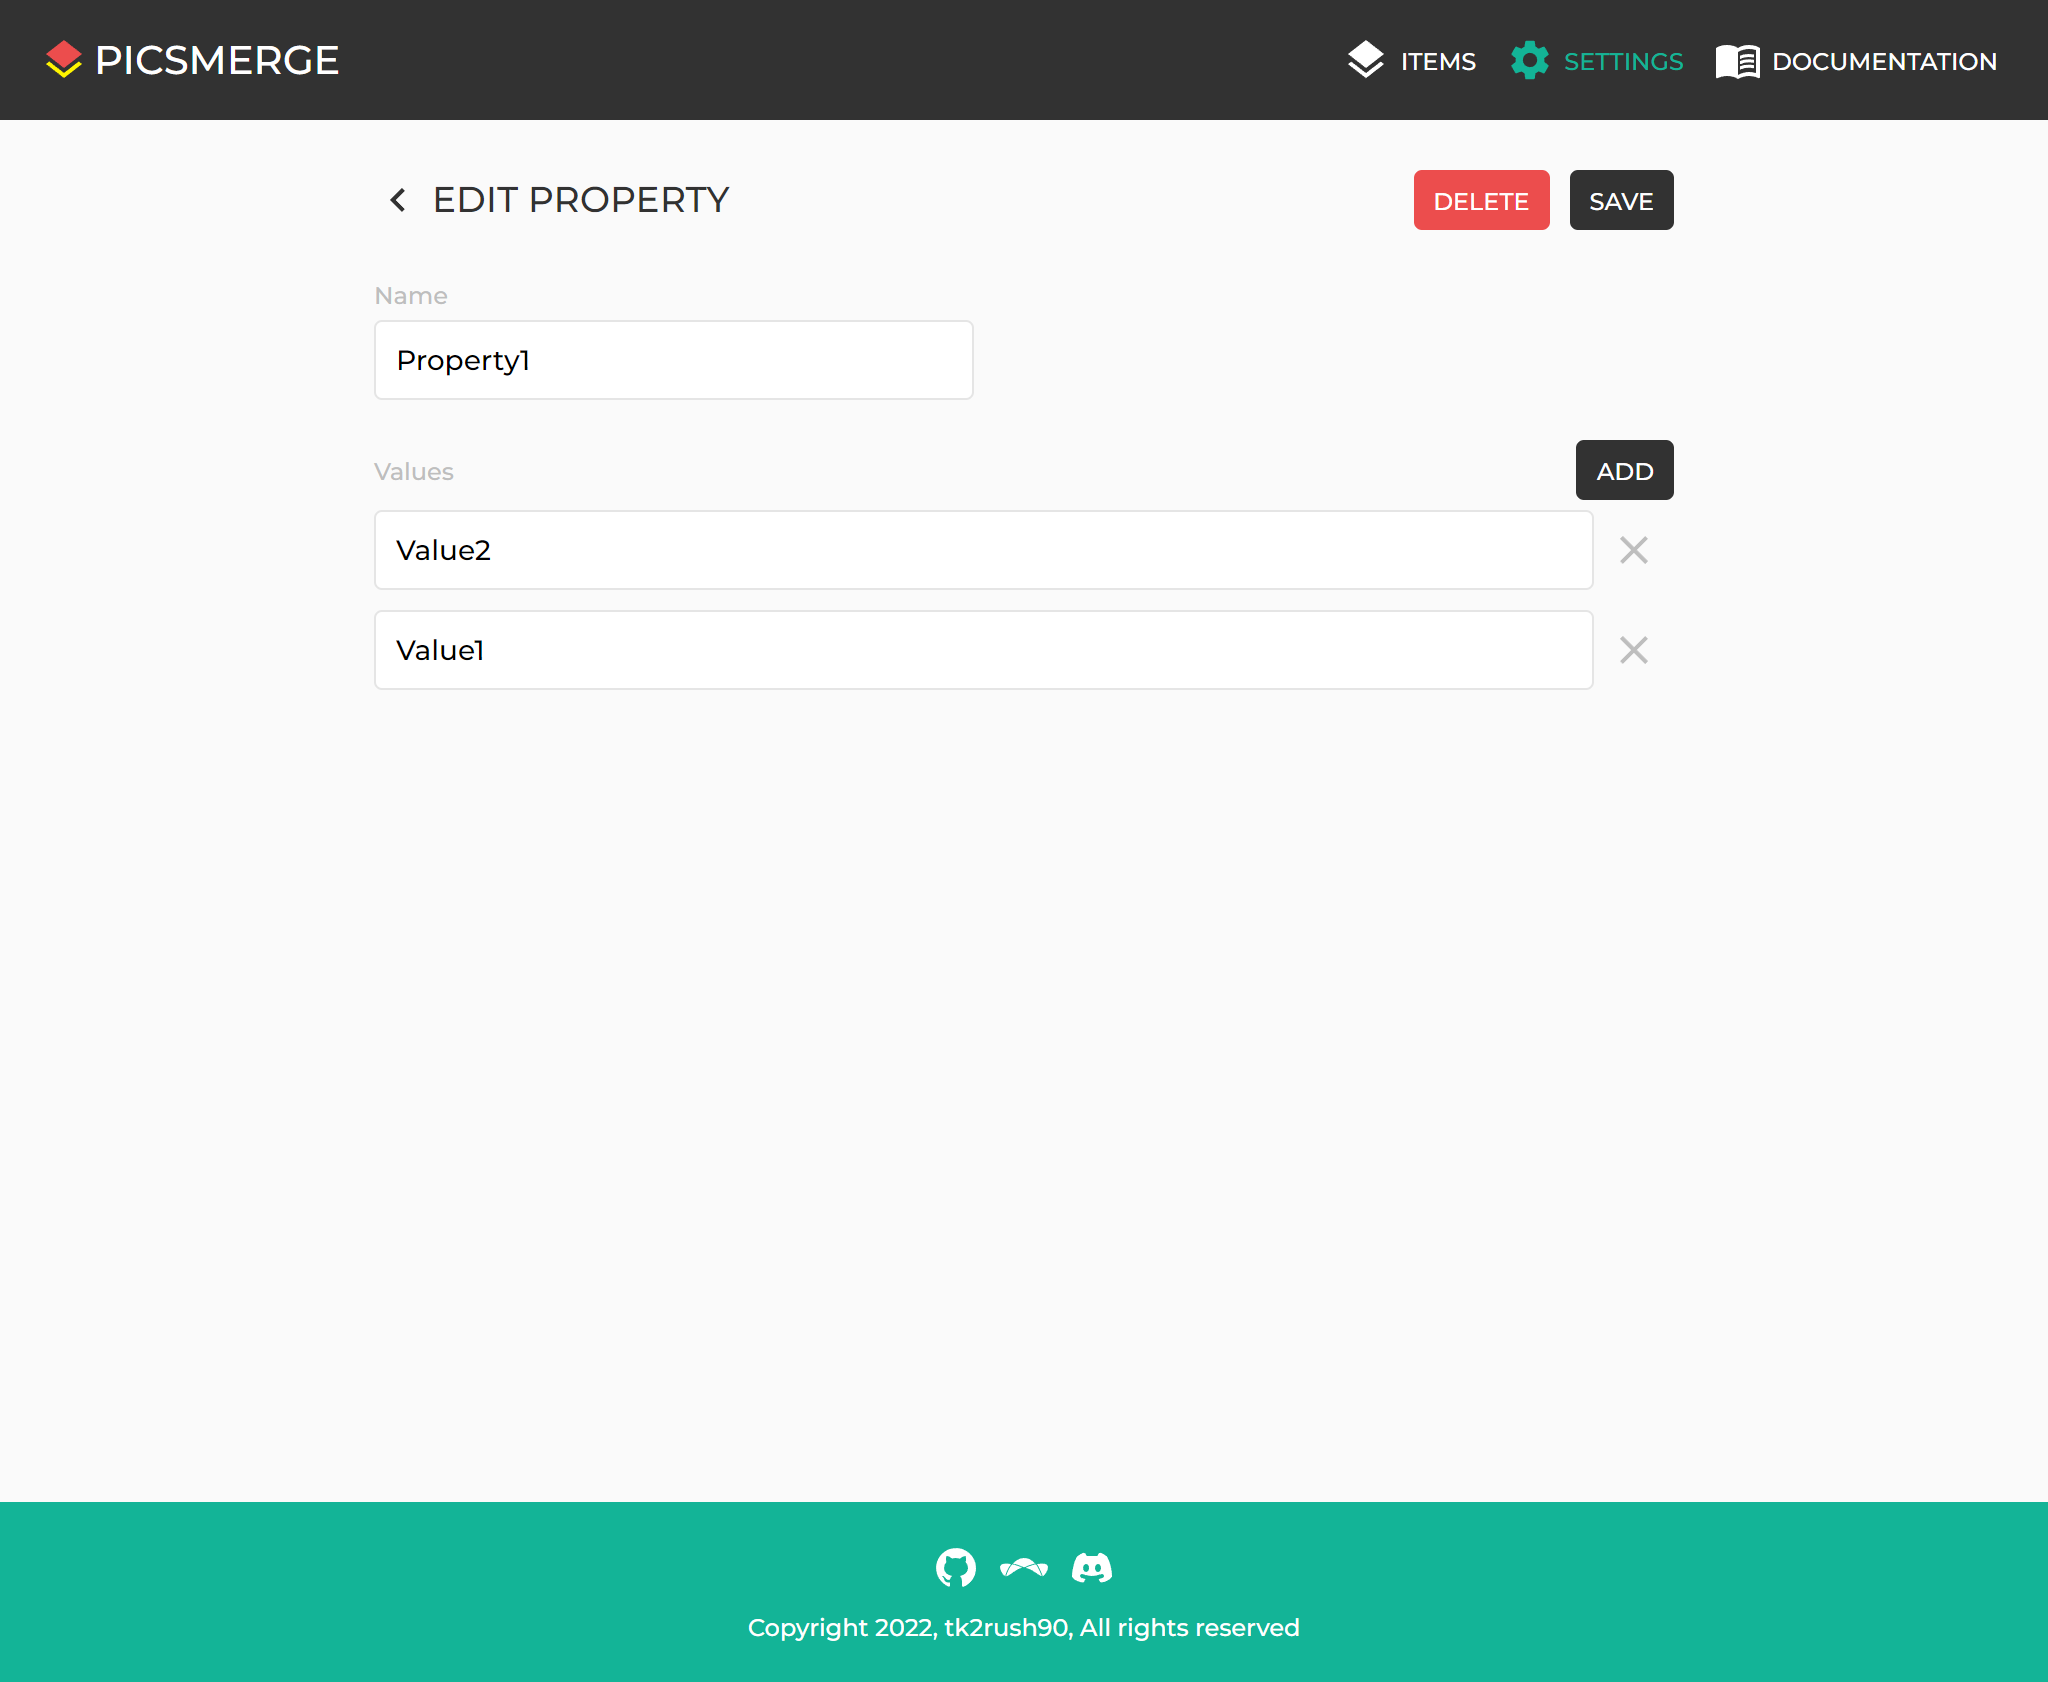 PICSMERGE
ITEMS
SETTINGS
DOCUMENTATION
EDIT PROPERTY
DELETE
SAVE
Name
Property1
Values
ADD
Value2
Value1
Copyright 2022, tk2rush90, All rights reserved